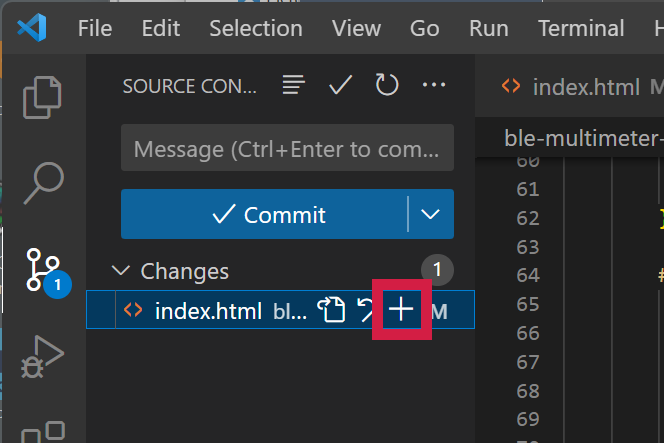 File Edit Selection View Go Run Terminal
SOURCE CON...
index.html M
Message (Ctrl+Enter to com...
ble-multimeter-
Commit
60
61
62 }
63
64 #
65
66
67
68
69
Changes 1
index.html bl... M
1